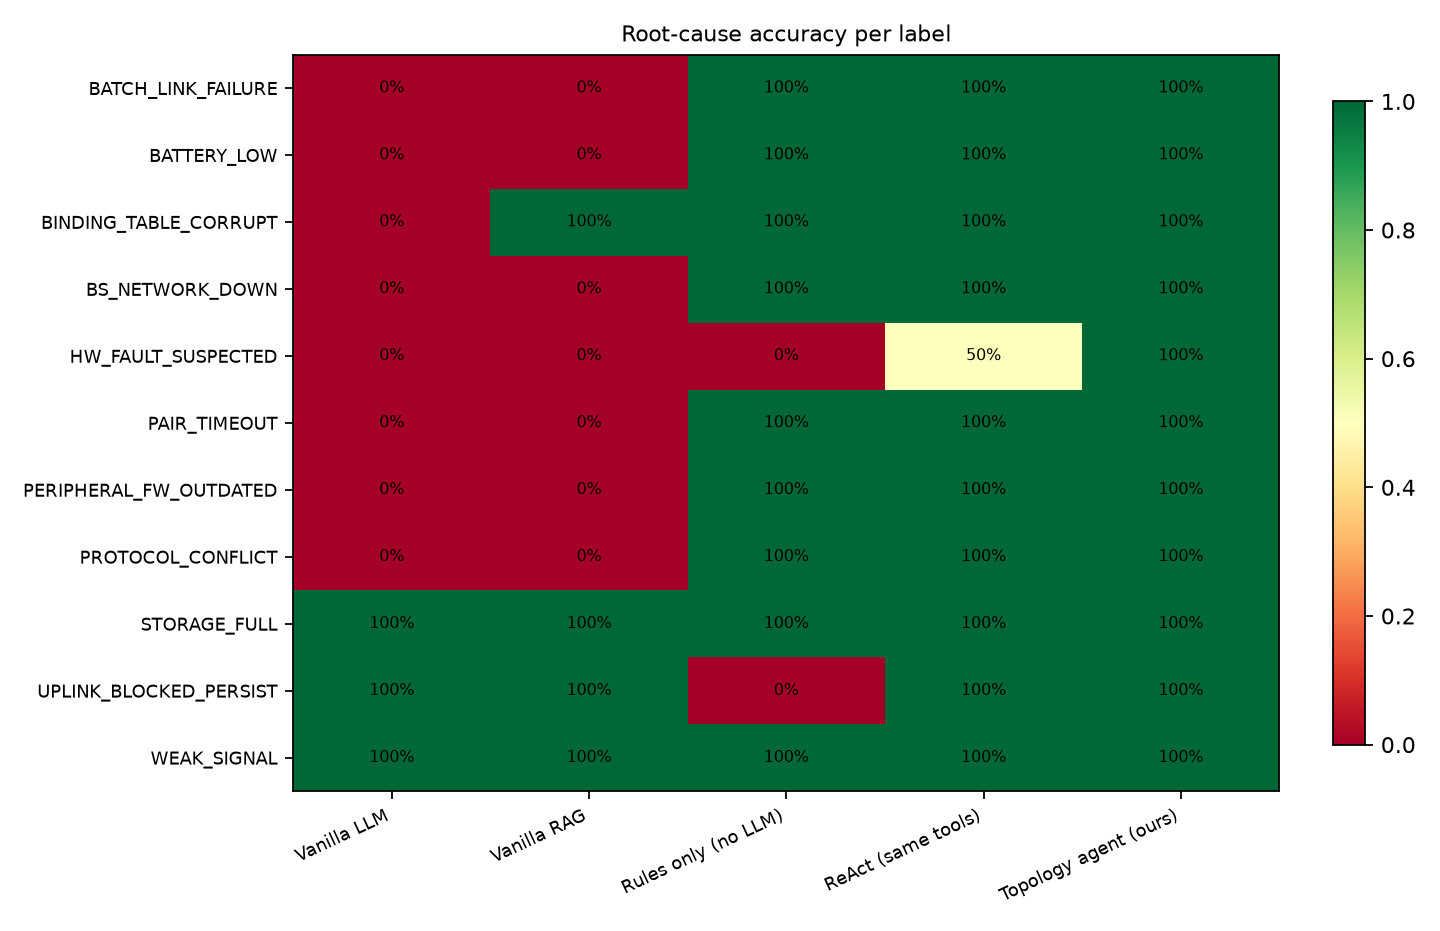 Root-cause accuracy per label
BATCH_LINK_FAILURE 0% 0% 100% 100% 100%
BATTERY_LOW 0% 0% 100% 100% 100%
BINDING_TABLE_CORRUPT 0% 100% 100% 100% 100%
BS_NETWORK_DOWN 0% 0% 100% 100% 100%
HW_FAULT_SUSPECTED 0% 0% 0% 50% 100%
PAIR_TIMEOUT 0% 0% 100% 100% 100%
PERIPHERAL_FW_OUTDATED 0% 0% 100% 100% 100%
PROTOCOL_CONFLICT 0% 0% 100% 100% 100%
STORAGE_FULL 100% 100% 100% 100% 100%
UPLINK_BLOCKED_PERSIST 100% 100% 0% 100% 100%
WEAK_SIGNAL 100% 100% 100% 100% 100%
Vanilla LLM
Vanilla RAG
Rules only (no LLM)
ReAct (same tools)
Topology agent (ours)
1.0
0.8
0.6
0.4
0.2
0.0